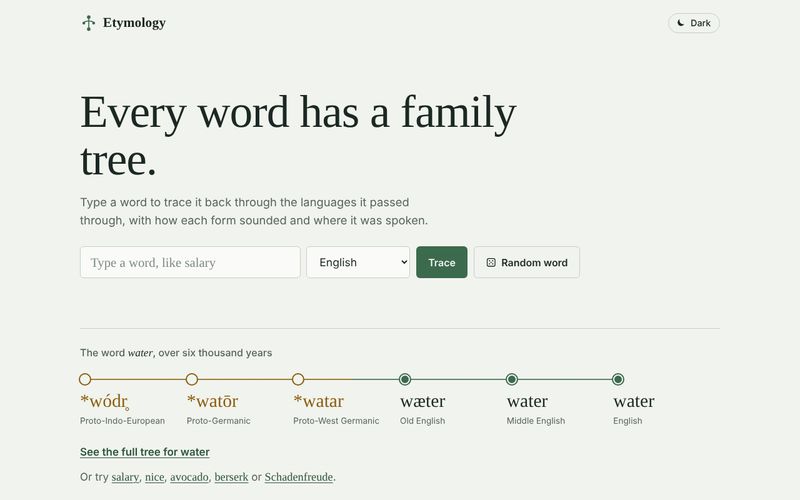 Etymology
Dark
Every word has a family
tree.
Type a word to trace it back through the languages it passed
through, with how each form sounded and where it was spoken.
Type a word, like salary
English
Trace
Random word
The word water, over six thousand years
*wódr̥
*watōr
*watar
wæter
water
water
Proto-Indo-European
Proto-Germanic
Proto-West Germanic
Old English
Middle English
English
See the full tree for water
Or try salary, nice, avocado, berserk or Schadenfreude.